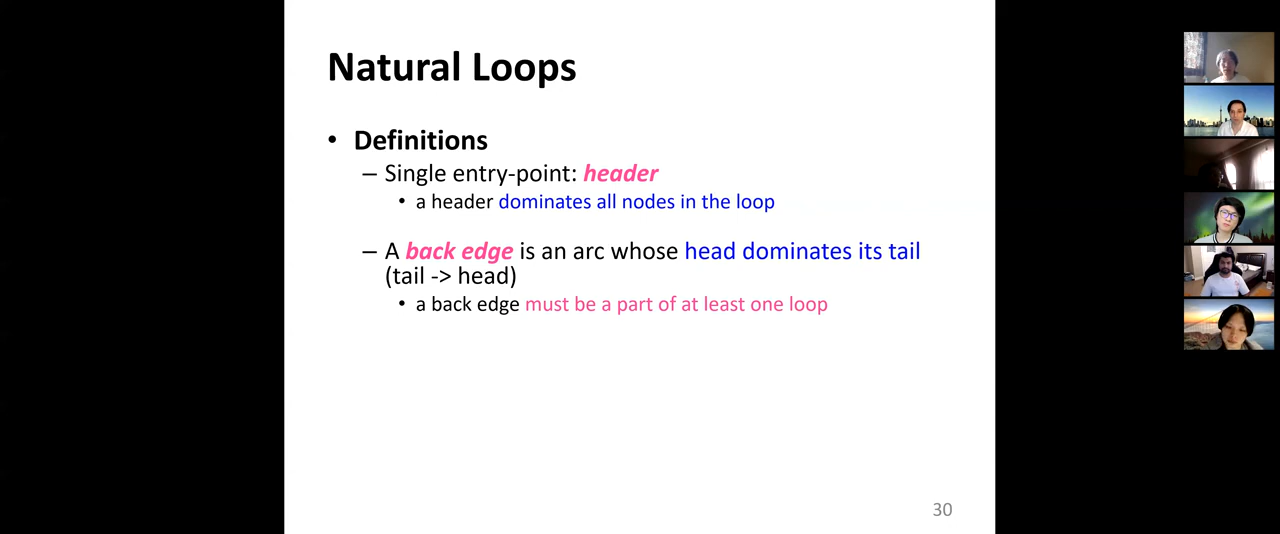 Natural Loops
• Definitions
– Single entry-point: header
• a header dominates all nodes in the loop
– A back edge is an arc whose head dominates its tail
(tail -> head)
• a back edge must be a part of at least one loop
30